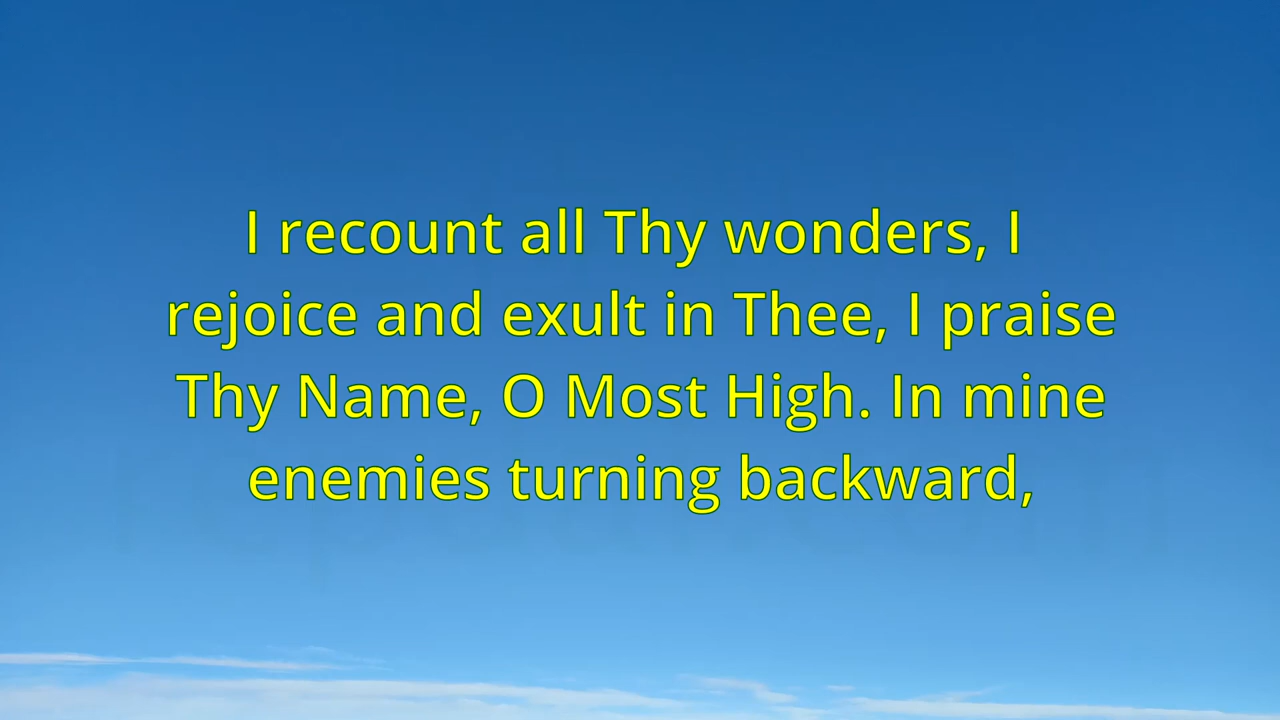 I recount all Thy wonders, I
rejoice and exult in Thee, I praise
Thy Name, O Most High. In mine
enemies turning backward,